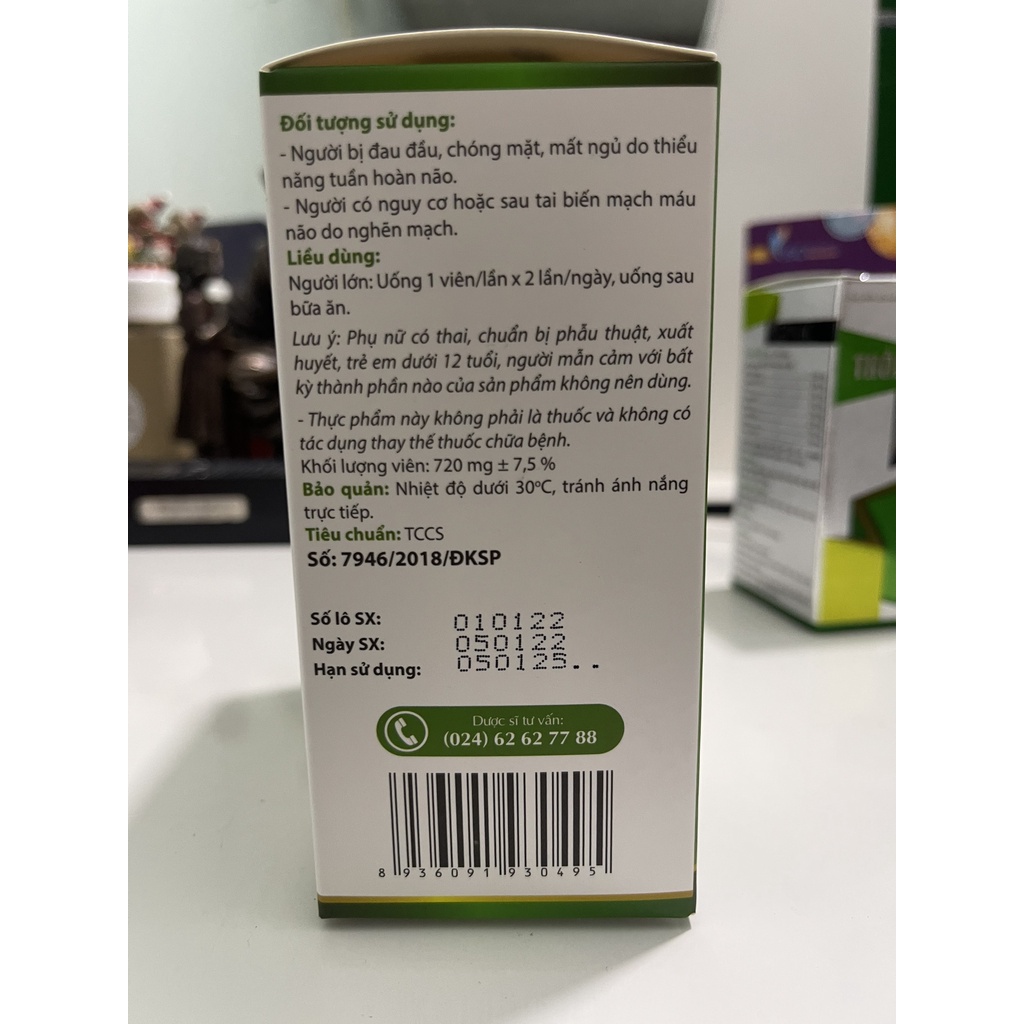 Đối tượng sử dụng:
- Người bị đau đầu, chóng mặt, mất ngủ do thiểu
năng tuần hoàn não.
- Người có nguy cơ hoặc sau tai biến mạch máu
não do nghẽn mạch.
Liều dùng:
Người lớn: Uống 1 viên/lần x 2 lần/ngày, uống sau
bữa ăn.
Lưu ý: Phụ nữ có thai, chuẩn bị phẫu thuật, xuất
huyết, trẻ em dưới 12 tuổi, người mẫn cảm với bất
kỳ thành phần nào của sản phẩm không nên dùng.
- Thực phẩm này không phải là thuốc và không có
tác dụng thay thế thuốc chữa bệnh.
Khối lượng viên: 720 mg ± 7,5 %
Bảo quản: Nhiệt độ dưới 30ºC, tránh ánh nắng
trực tiếp.
Tiêu chuẩn: TCCS
Số: 7946/2018/ĐKSP
Số lô SX: 010122
Ngày SX: 050122
Hạn sử dụng: 050125..
Dược sĩ tư vấn:
(024) 62 62 77 88
8 936091 930495